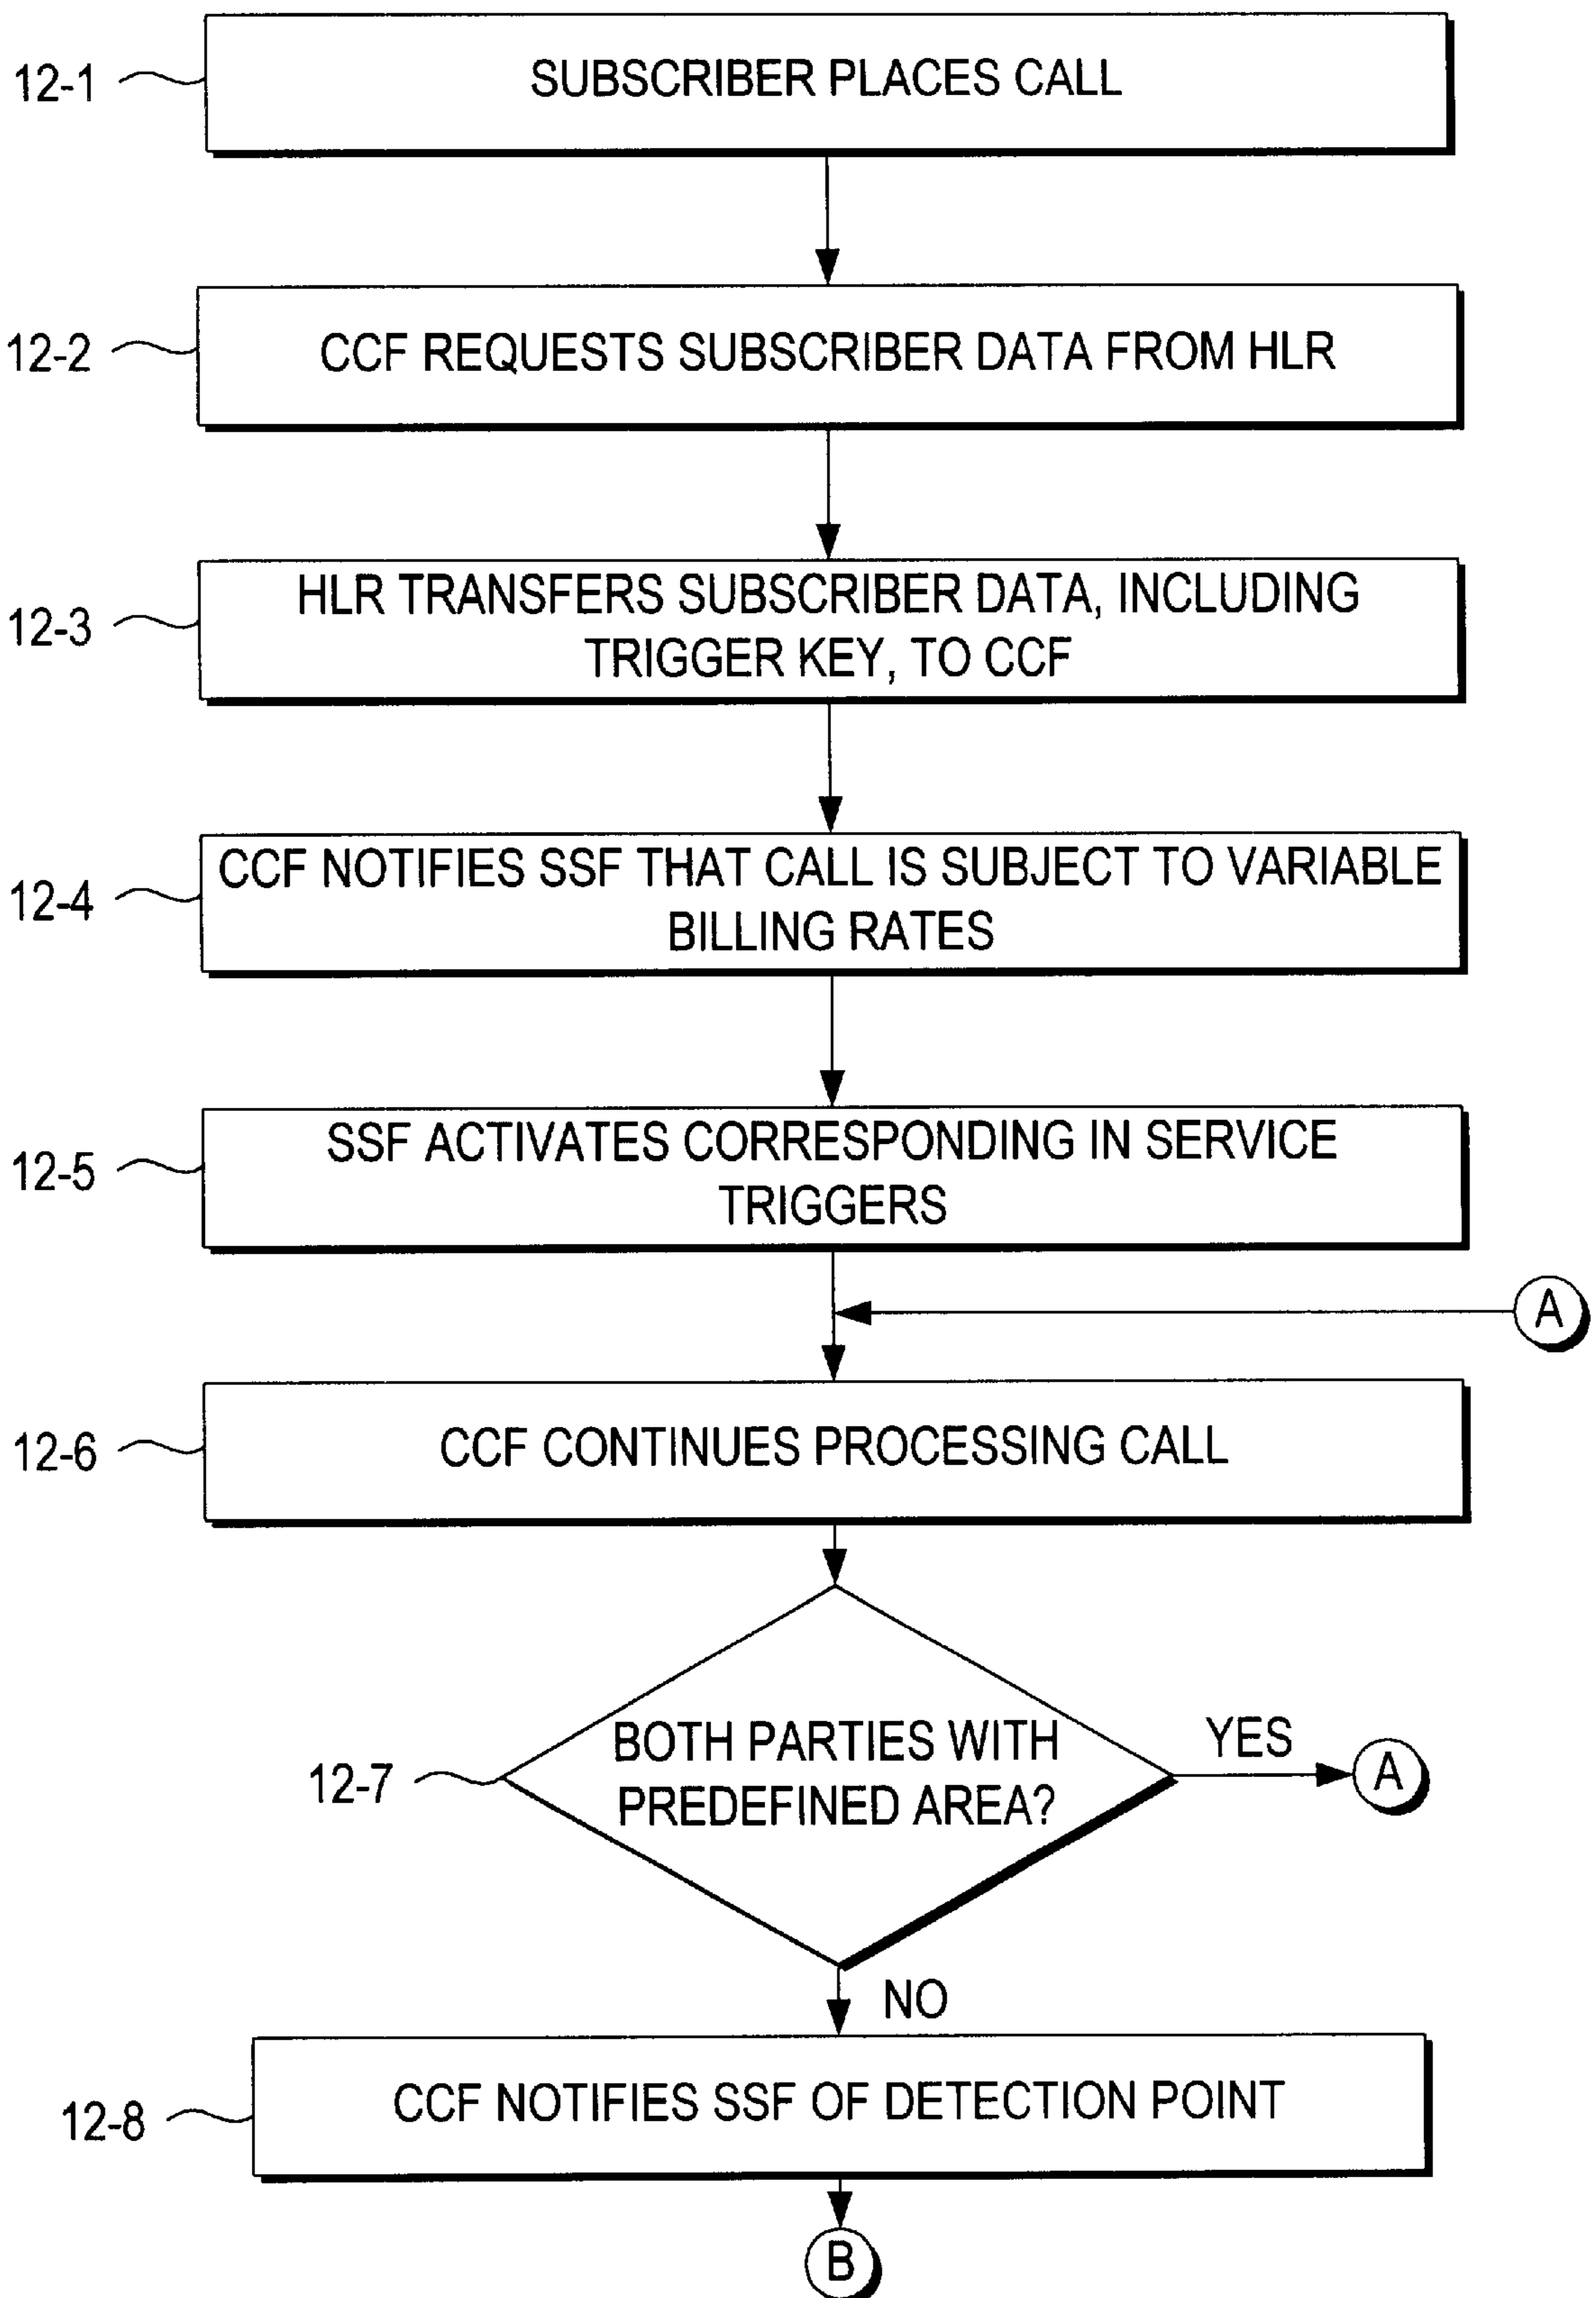 12-1
SUBSCRIBER PLACES CALL
12-2
CCF REQUESTS SUBSCRIBER DATA FROM HLR
12-3
HLR TRANSFERS SUBSCRIBER DATA, INCLUDING
TRIGGER KEY, TO CCF
12-4
CCF NOTIFIES SSF THAT CALL IS SUBJECT TO VARIABLE
BILLING RATES
12-5
SSF ACTIVATES CORRESPONDING IN SERVICE
TRIGGERS
A
12-6
CCF CONTINUES PROCESSING CALL
12-7
BOTH PARTIES WITH
PREDEFINED AREA?
YES
A
NO
12-8
CCF NOTIFIES SSF OF DETECTION POINT
B